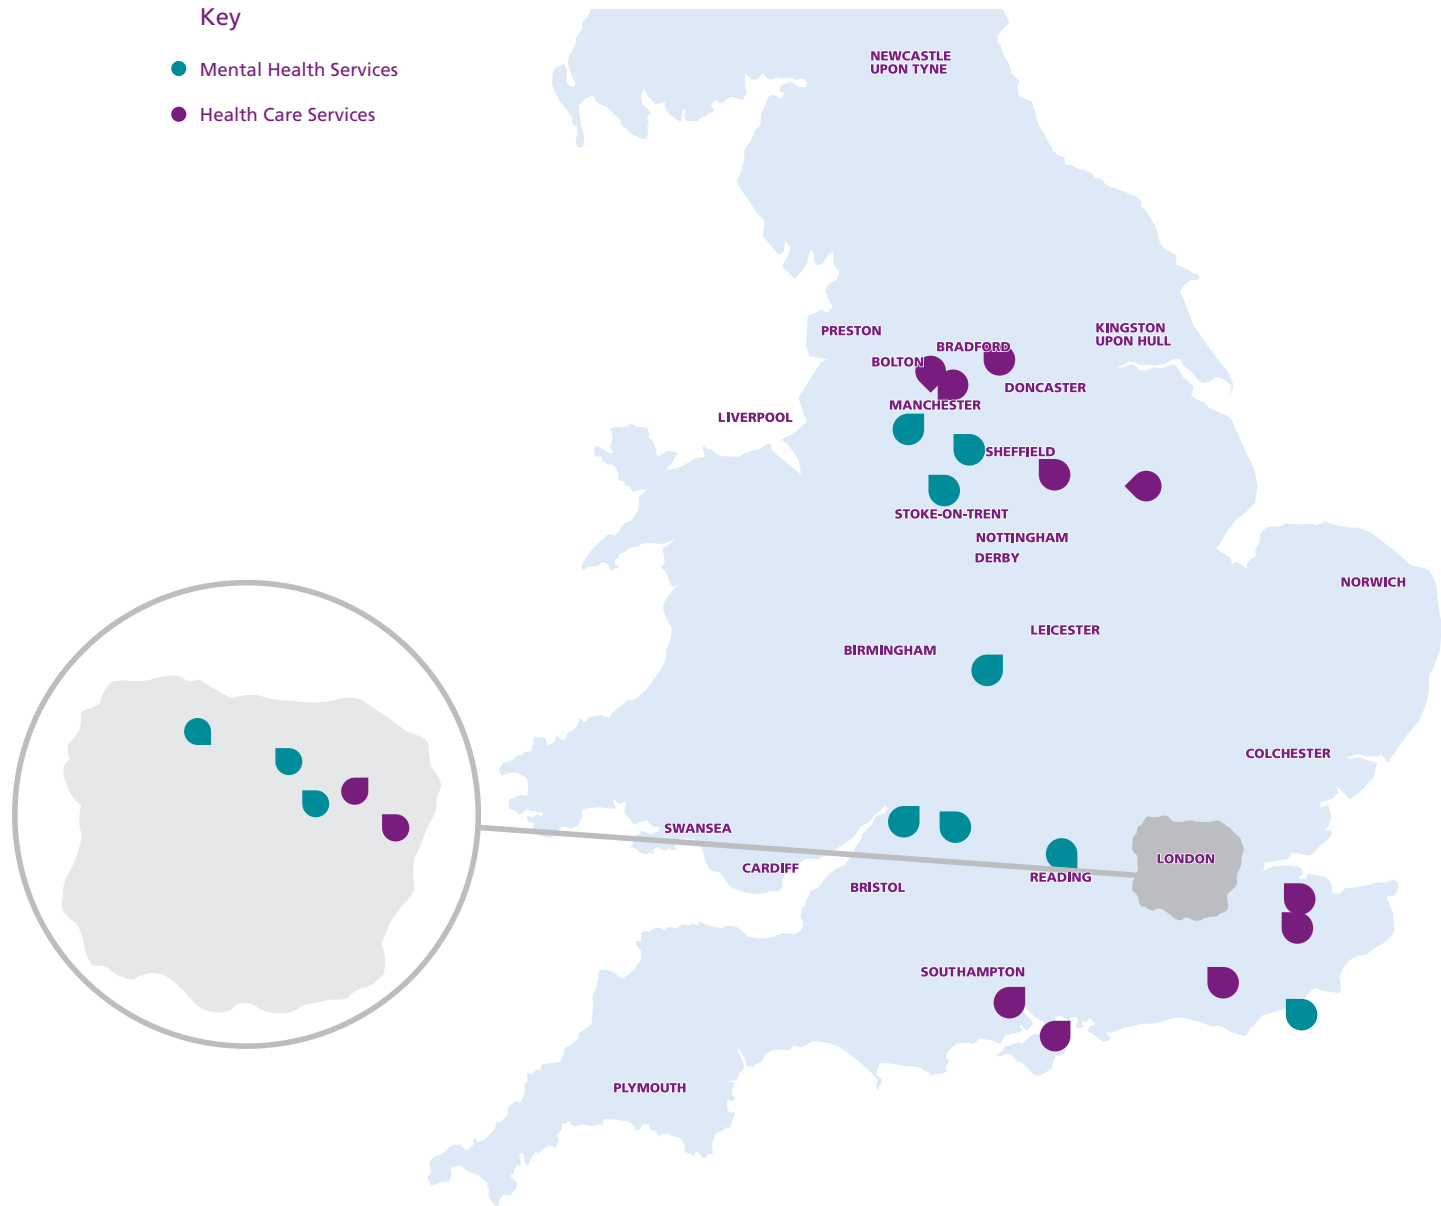 Key
Mental Health Services
Health Care Services
NEWCASTLE
UPON TYNE
PRESTON
KINGSTON
UPON HULL
BRADFORD
BOLTON
DONCASTER
MANCHESTER
LIVERPOOL
SHEFFIELD
STOKE-ON-TRENT
NOTTINGHAM
DERBY
NORWICH
LEICESTER
BIRMINGHAM
COLCHESTER
SWANSEA
LONDON
CARDIFF
READING
BRISTOL
SOUTHAMPTON
PLYMOUTH